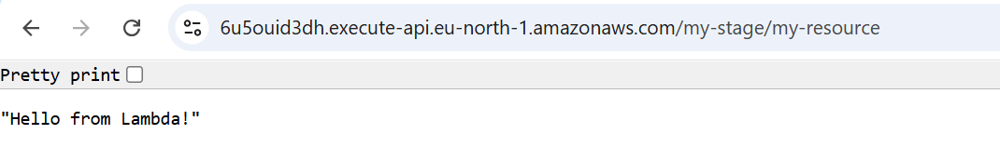 6u5ouid3dh.execute-api.eu-north-1.amazonaws.com/my-stage/my-resource
Pretty print
"Hello from Lambda!"